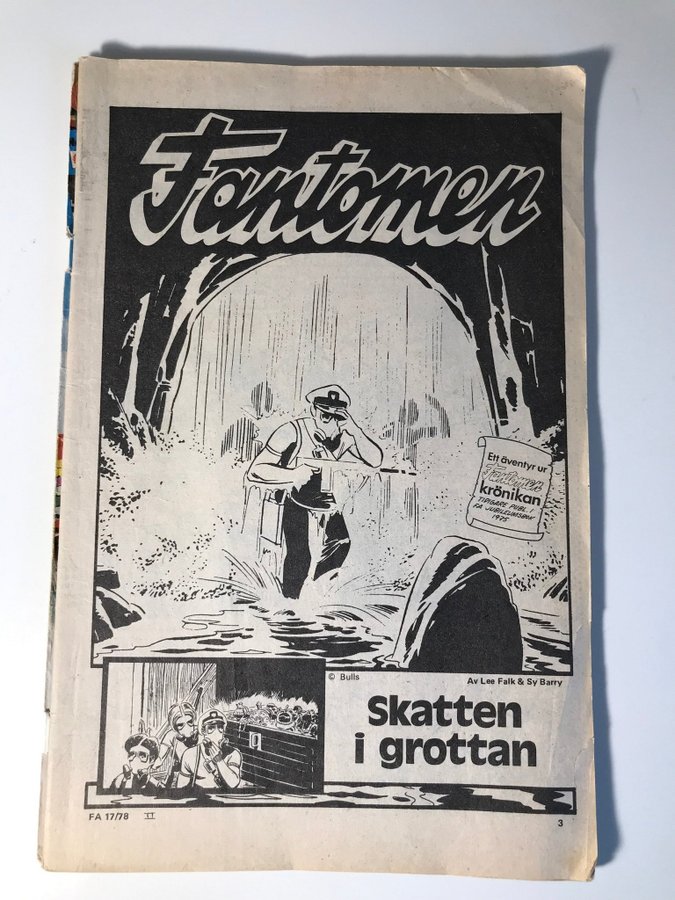 Fantomen
Ett äventyr ur
Fantomen
krönikan
TIDIGARE PUBL. I
FA JUBILEUMSBOK
1975
© Bulls
Av Lee Falk & Sy Barry
Skatten
i grottan
FA 17/78 II
3